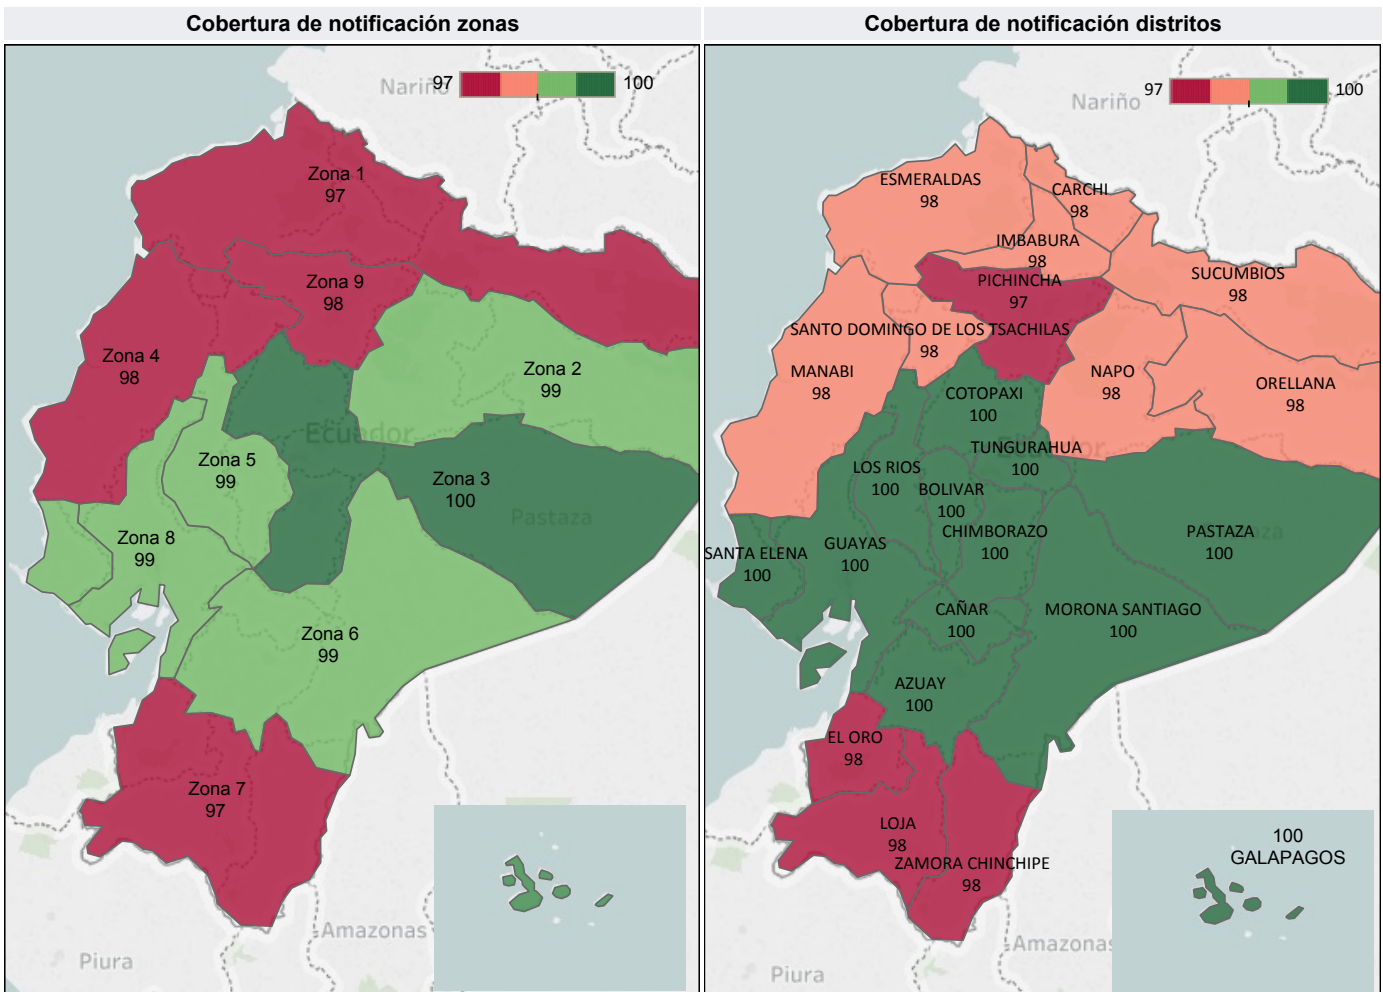 Cobertura de notificación zonas
97
100
Nariño
Zona 1
97
Zona 9
98
Zona 4
98
Zona 2
99
Ecuador
Zona 5
99
Zona 3
100
Pastaza
Zona 8
99
Zona 6
99
Zona 7
97
Amazonas
Piura
Cobertura de notificación distritos
97
100
Nariño
ESMERALDAS
98
CARCHI
98
IMBABURA
98
SUCUMBIOS
98
PICHINCHA
97
SANTO DOMINGO DE LOS TSACHILAS
98
MANABI
98
NAPO
98
ORELLANA
98
COTOPAXI
100
TUNGURAHUA
100
LOS RIOS
100
BOLIVAR
100
CHIMBORAZO
100
PASTAZA
100
SANTA ELENA
100
GUAYAS
100
CAÑAR
100
MORONA SANTIAGO
100
AZUAY
100
EL ORO
98
LOJA
98
ZAMORA CHINCHIPE
98
100
GALAPAGOS
Amazonas
Piura